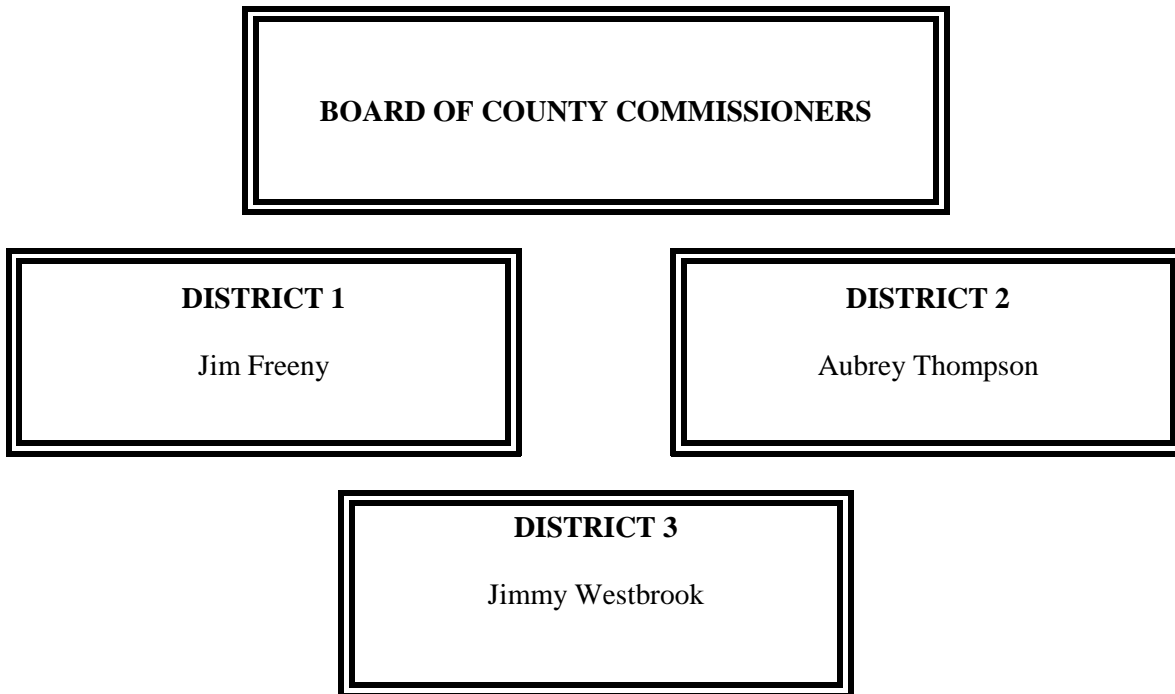 BOARD OF COUNTY COMMISSIONERS
DISTRICT 1
Jim Freeny
DISTRICT 2
Aubrey Thompson
DISTRICT 3
Jimmy Westbrook